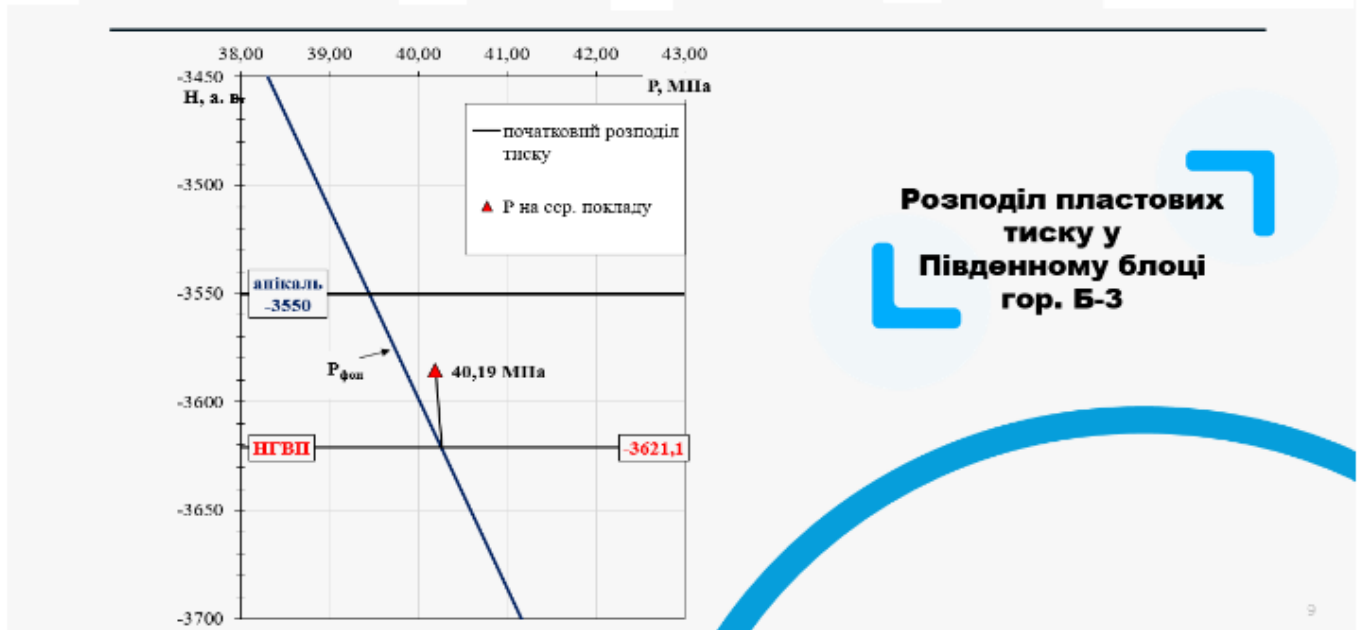 38,00 39,00 40,00 41,00 42,00 43,00
-3450
Н, а. в.
Р, МПа
початковий розподіл
тиску
Р на сер. покладу
-3500
-3550
апікаль
-3550
Рфон
40,19 МПа
-3600
НГВП
-3621,1
-3650
-3700
Розподіл пластових
тиску у
Південному блоці
гор. Б-3
9